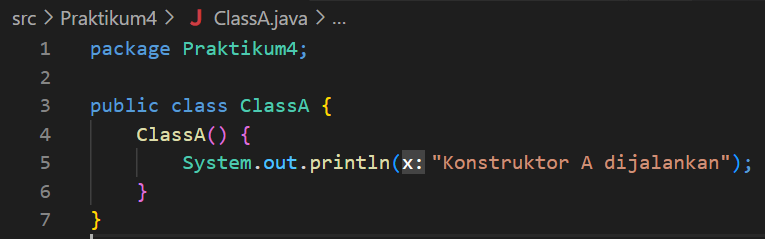 src > Praktikum4 > J ClassA.java > ...
1 package Praktikum4;
2
3 public class ClassA {
4 ClassA() {
5 System.out.println(x: "Konstruktor A dijalankan");
6 }
7 }